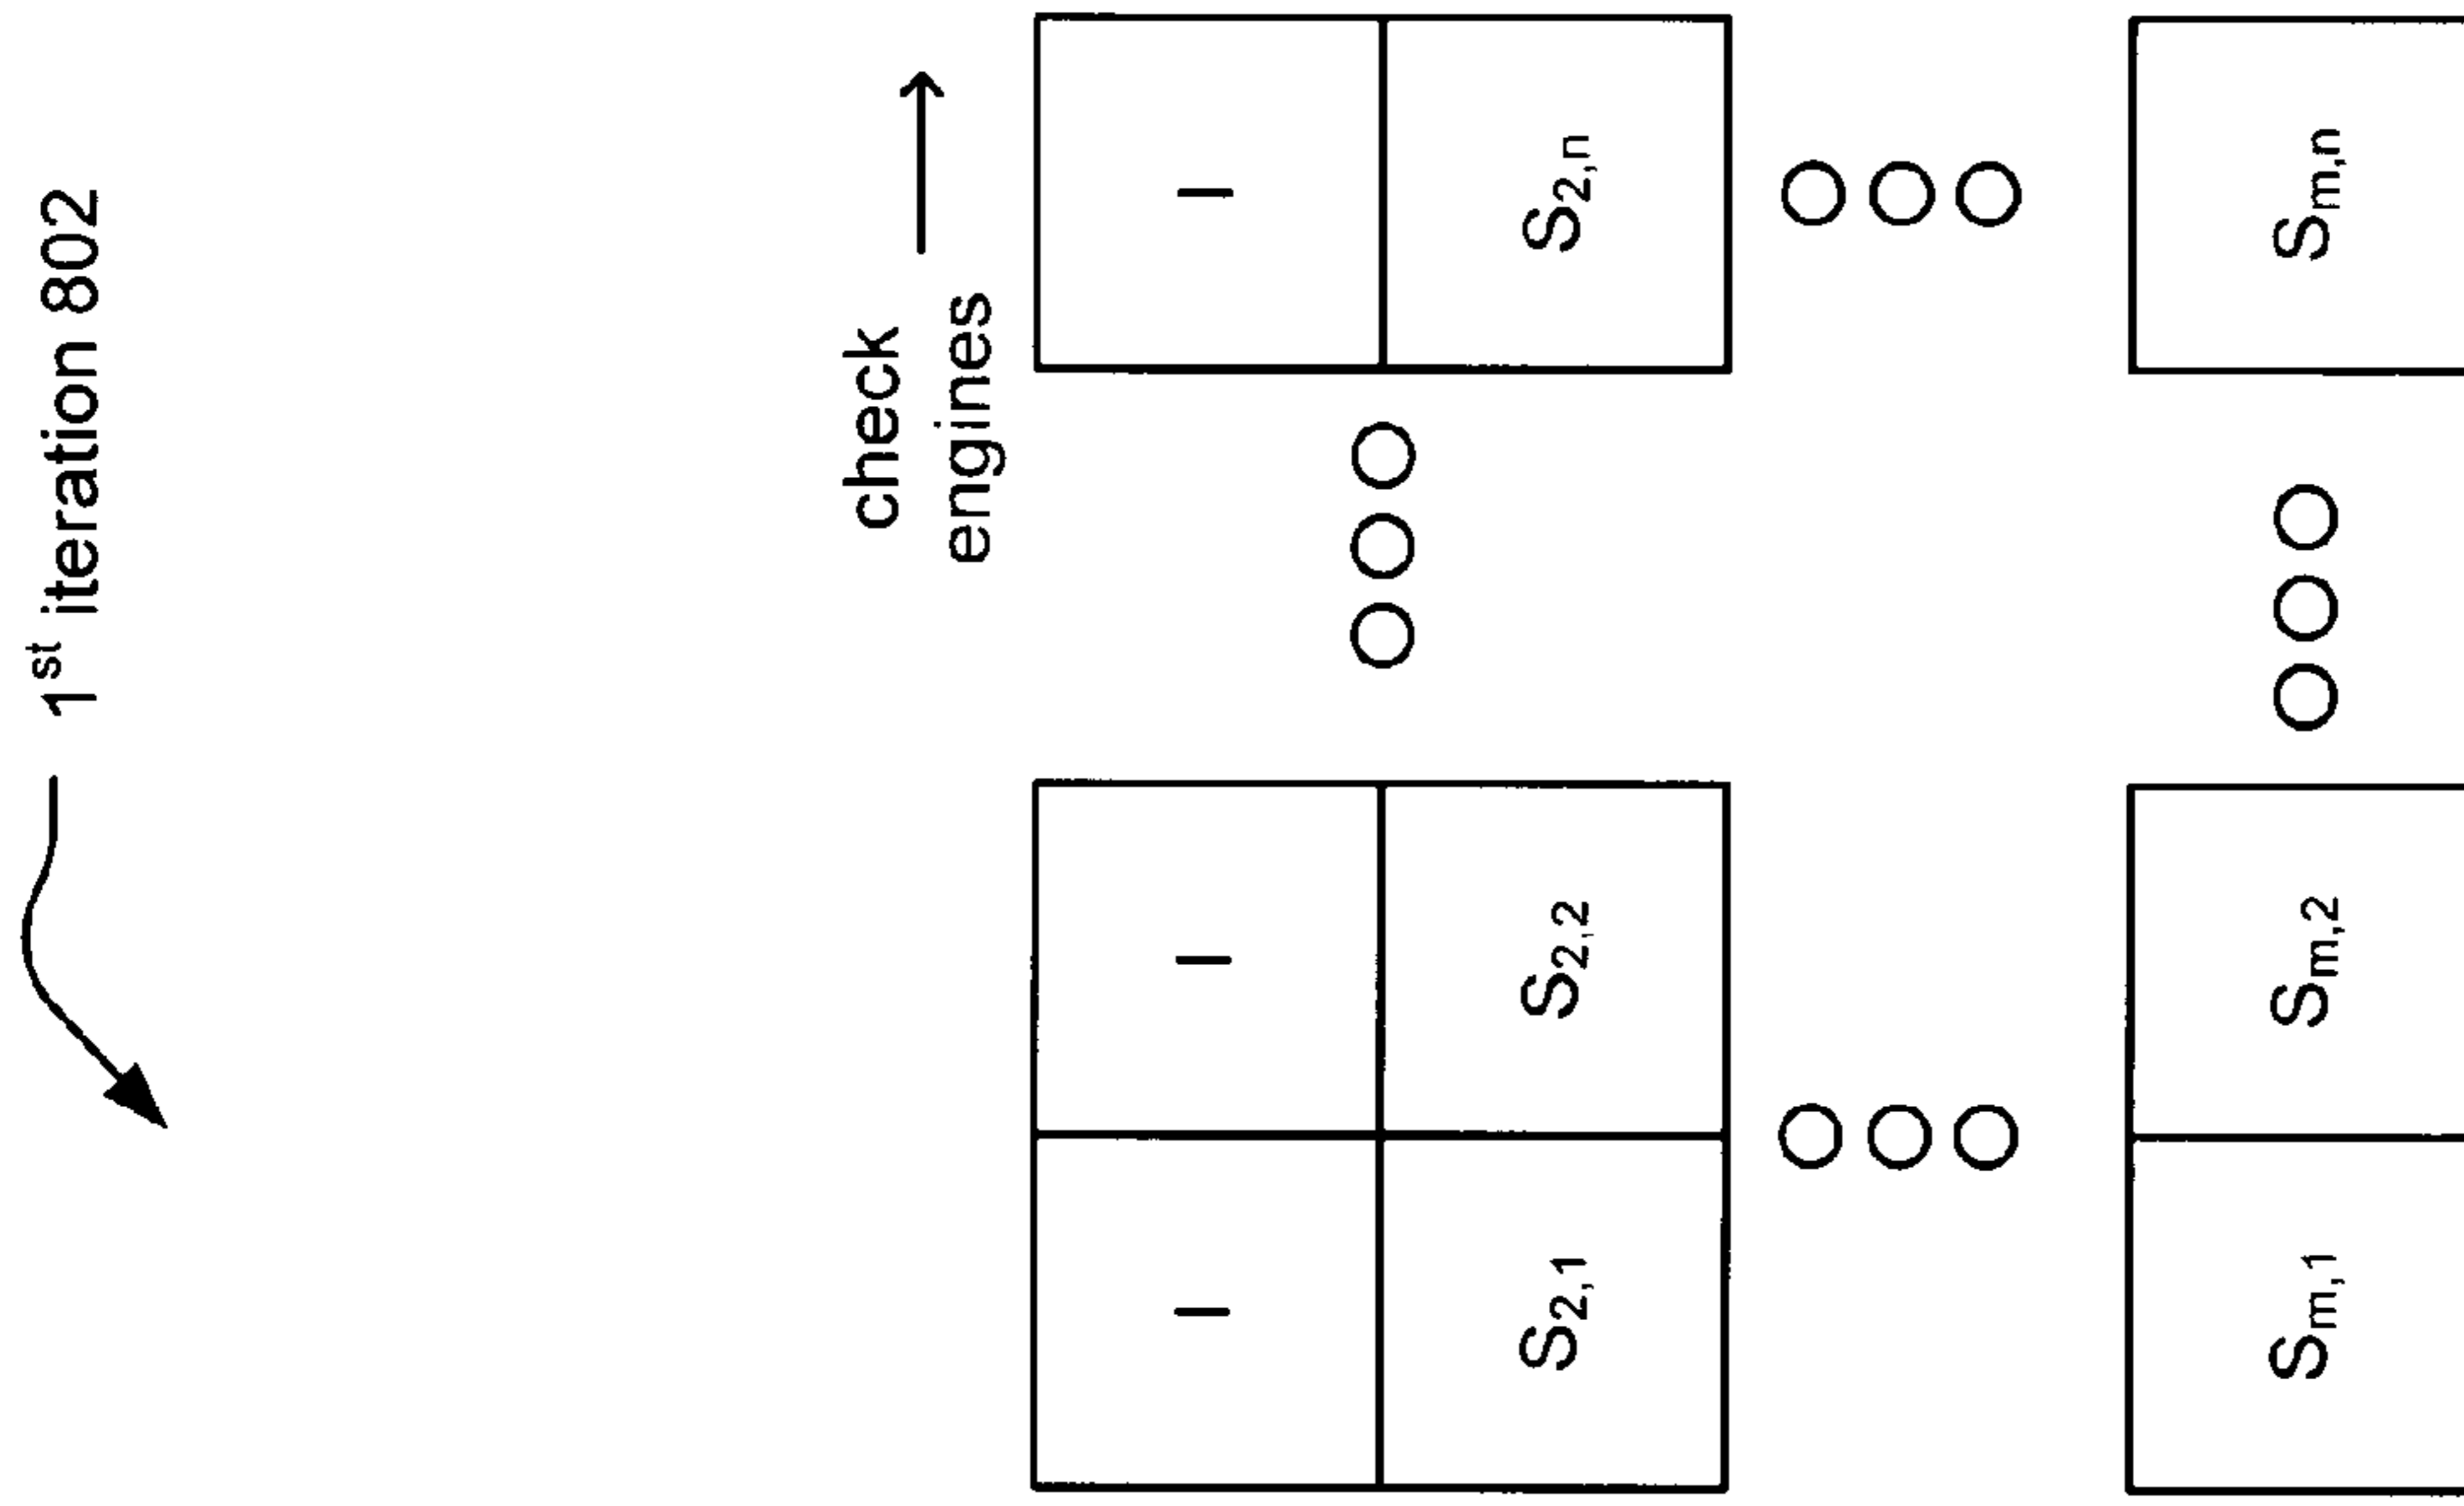 1st iteration 802
check
engines
I I I
S2,1 S2,2 S2,n
Sm,1 Sm,2 Sm,n